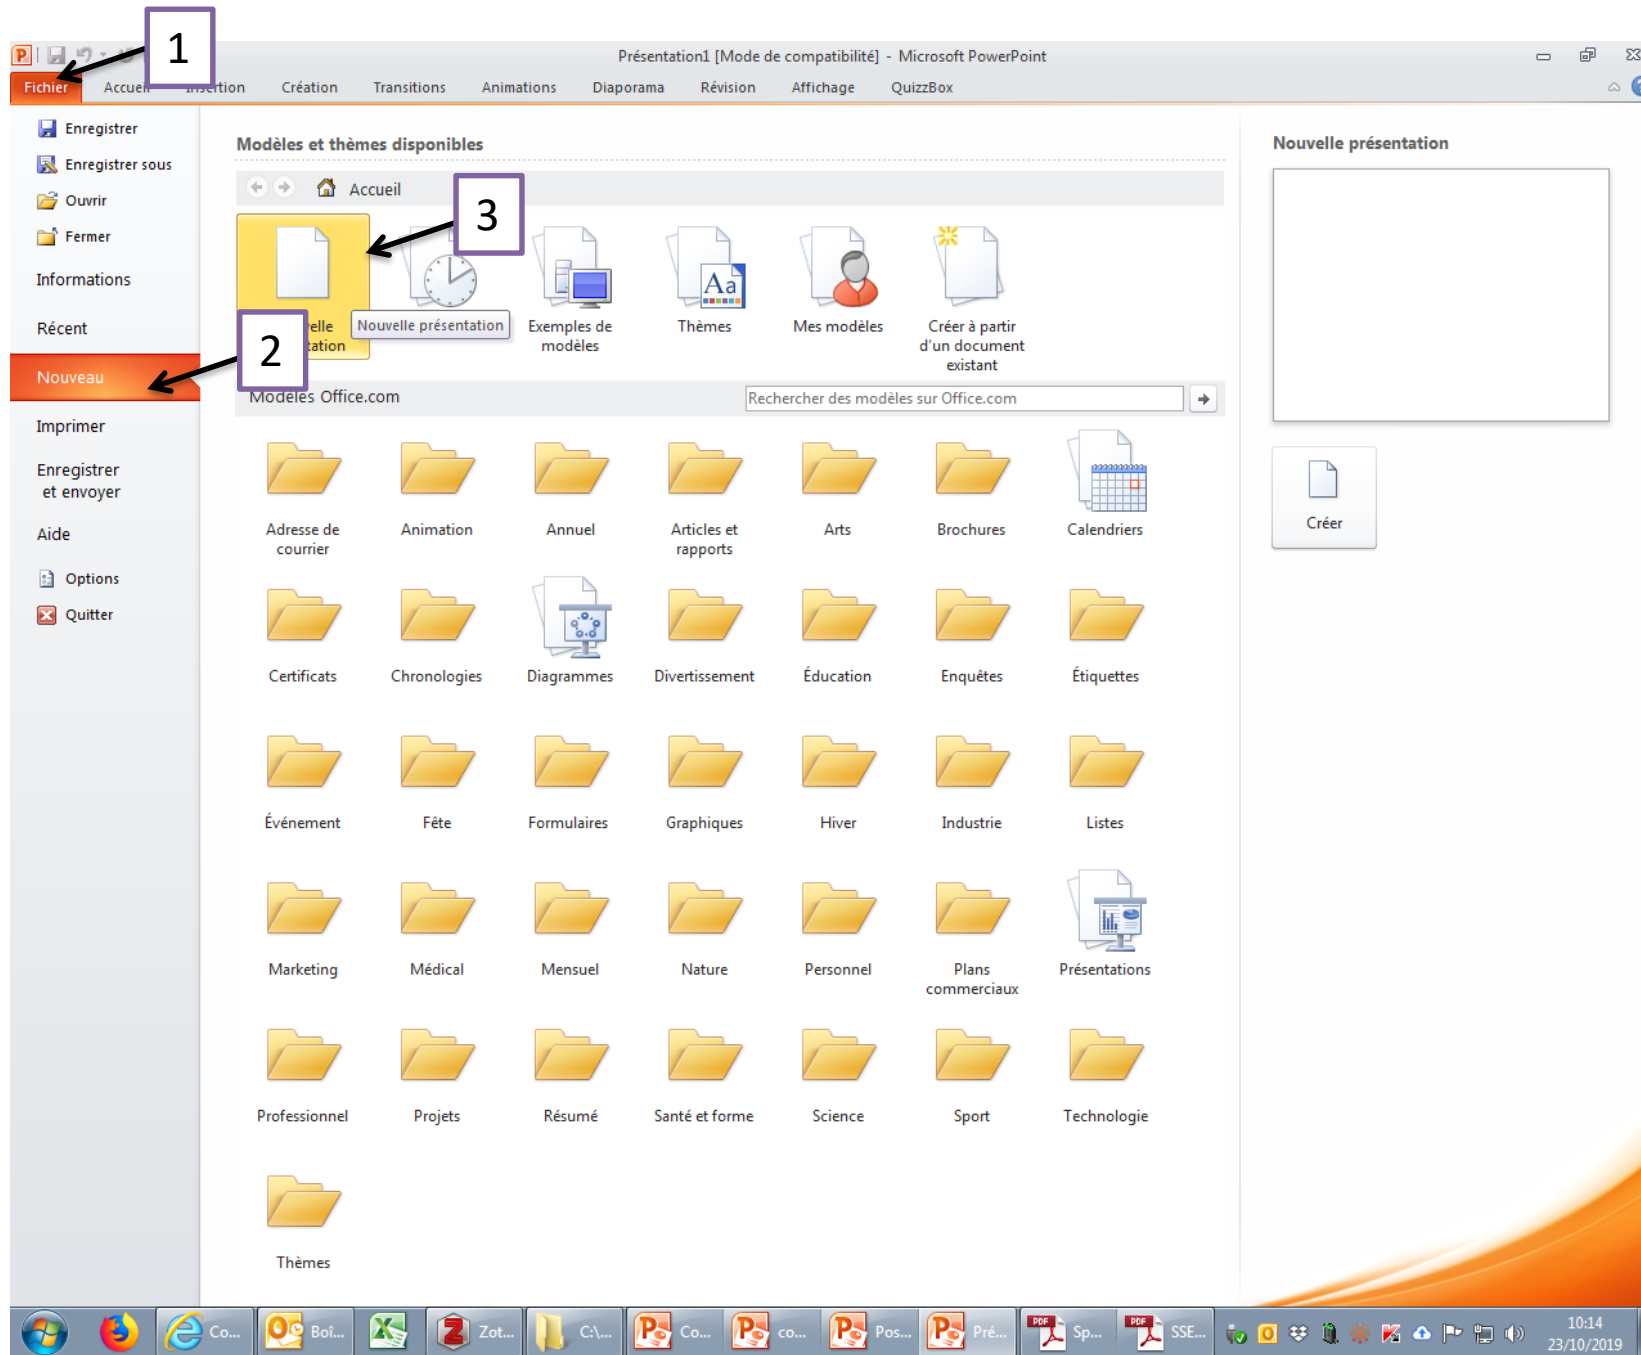 1
Présentation1 [Mode de compatibilité] - Microsoft PowerPoint
Fichier Accueil Insertion Création Transitions Animations Diaporama Révision Affichage QuizzBox
Enregistrer
Enregistrer sous
Ouvrir
Fermer
Informations
Récent
Nouveau
Imprimer
Enregistrer
et envoyer
Aide
Options
Quitter
2
Modèles et thèmes disponibles
Accueil
3
Nouvelle présentation
Exemples de
modèles
Thèmes
Mes modèles
Créer à partir
d'un document
existant
Modèles Office.com
Rechercher des modèles sur Office.com
Adresse de
courrier
Animation
Annuel
Articles et
rapports
Arts
Brochures
Calendriers
Certificats
Chronologies
Diagrammes
Divertissement
Éducation
Enquêtes
Étiquettes
Événement
Fête
Formulaires
Graphiques
Hiver
Industrie
Listes
Marketing
Médical
Mensuel
Nature
Personnel
Plans
commerciaux
Présentations
Professionnel
Projets
Résumé
Santé et forme
Science
Sport
Technologie
Thèmes
Nouvelle présentation
Créer
Co... Boî... Zot... C:\... Co... co... Pos... Pré... Sp... SSE...
10:14
23/10/2019